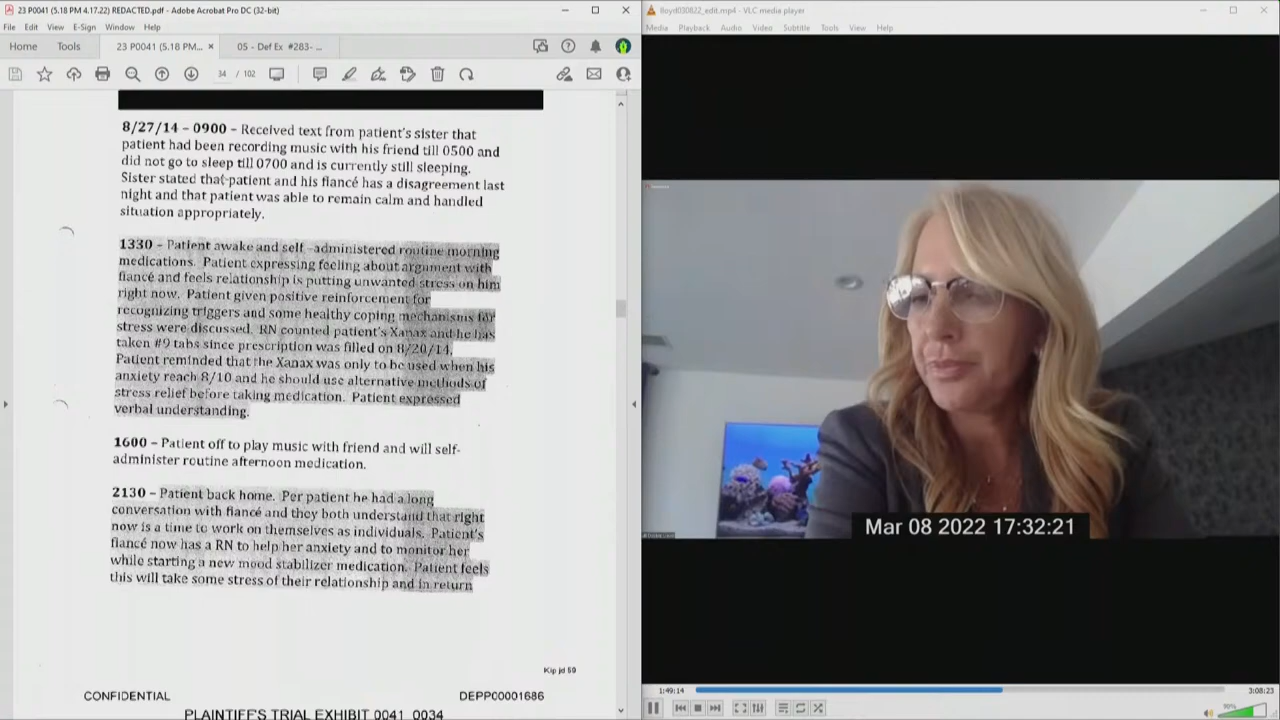 23 P0041 (5.18 PM 4.17.22) REDACTED.pdf - Adobe Acrobat Pro DC (32-bit)
File Edit View E-Sign Window Help
Home Tools 23 P0041 (5.18 PM... × 05 - Def Ex #283- ...
34 / 102
8/27/14 – 0900 – Received text from patient's sister that
patient had been recording music with his friend till 0500 and
did not go to sleep till 0700 and is currently still sleeping.
Sister stated that patient and his fiancé has a disagreement last
night and that patient was able to remain calm and handled
situation appropriately.
1330 – Patient awake and self –administered routine morning
medications. Patient expressing feeling about argument with
fiancé and feels relationship is putting unwanted stress on him
right now. Patient given positive reinforcement for
recognizing triggers and some healthy coping mechanisms for
stress were discussed. RN counted patient's Xanax and he has
taken #9 tabs since prescription was filled on 8/20/14.
Patient reminded that the Xanax was only to be used when his
anxiety reach 8/10 and he should use alternative methods of
stress relief before taking medication. Patient expressed
verbal understanding.
1600 – Patient off to play music with friend and will self-
administer routine afternoon medication.
2130 – Patient back home. Per patient he had a long
conversation with fiancé and they both understand that right
now is a time to work on themselves as individuals. Patient's
fiancé now has a RN to help her anxiety and to monitor her
while starting a new mood stabilizer medication. Patient feels
this will take some stress of their relationship and in return
Kip jd 59
CONFIDENTIAL DEPP00001686
PLAINTIFF'S TRIAL EXHIBIT 0041_0034
lloyd030822_edit.mp4 - VLC media player
Media Playback Audio Video Subtitle Tools View Help
Mar 08 2022 17:32:21
1:49:14 3:08:23
90%